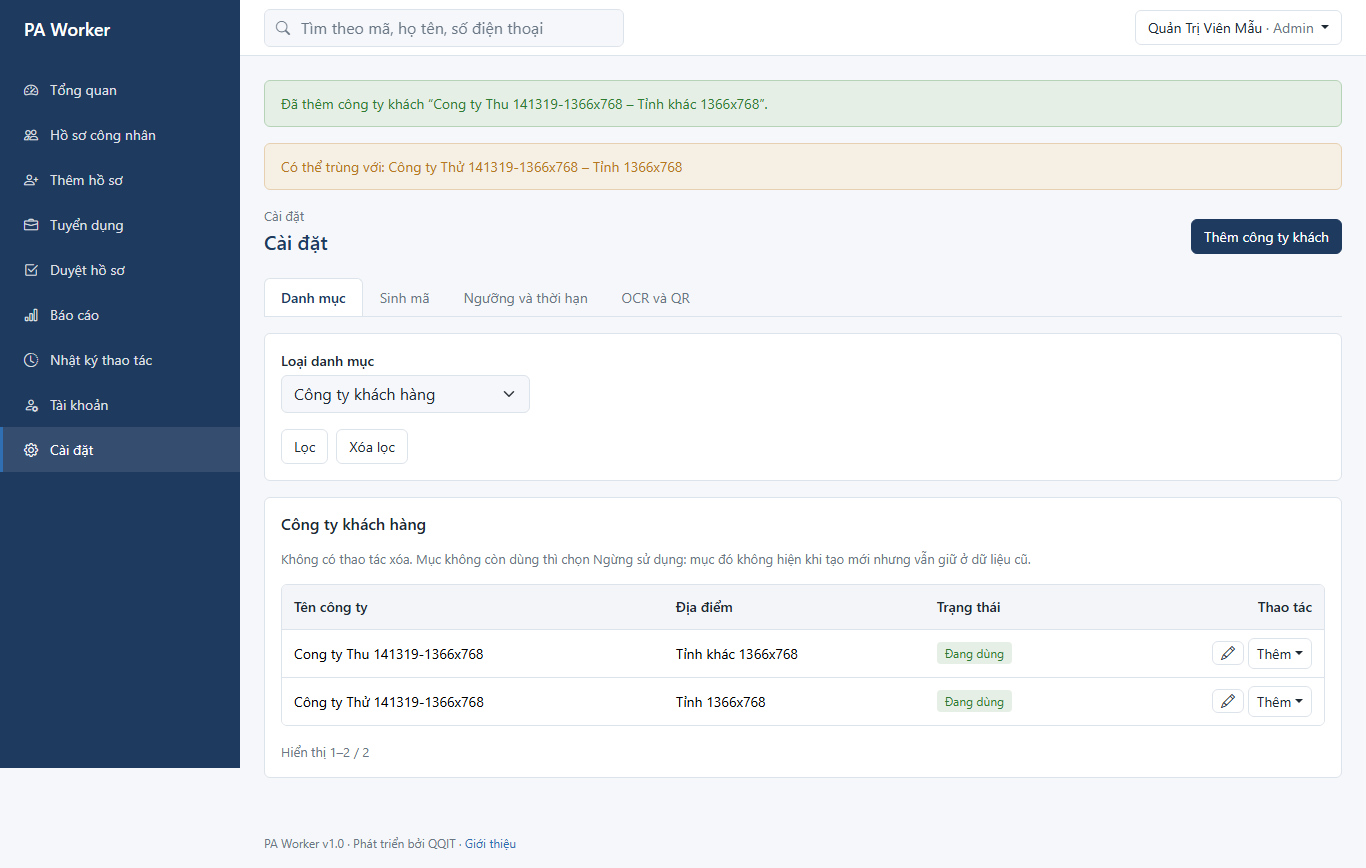 PA Worker
Tìm theo mã, họ tên, số điện thoại
Quản Trị Viên Mẫu · Admin
Tổng quan
Hồ sơ công nhân
Thêm hồ sơ
Tuyển dụng
Duyệt hồ sơ
Báo cáo
Nhật ký thao tác
Tài khoản
Cài đặt
Đã thêm công ty khách “Cong ty Thu 141319-1366x768 – Tỉnh khác 1366x768”.
Có thể trùng với: Công ty Thử 141319-1366x768 – Tỉnh 1366x768
Cài đặt
Cài đặt
Thêm công ty khách
Danh mục Sinh mã Ngưỡng và thời hạn OCR và QR
Loại danh mục
Công ty khách hàng
Lọc Xóa lọc
Công ty khách hàng
Không có thao tác xóa. Mục không còn dùng thì chọn Ngừng sử dụng: mục đó không hiện khi tạo mới nhưng vẫn giữ ở dữ liệu cũ.
Tên công ty Địa điểm Trạng thái Thao tác
Cong ty Thu 141319-1366x768 Tỉnh khác 1366x768 Đang dùng Thêm
Công ty Thử 141319-1366x768 Tỉnh 1366x768 Đang dùng Thêm
Hiển thị 1–2 / 2
PA Worker v1.0 · Phát triển bởi QQIT · Giới thiệu